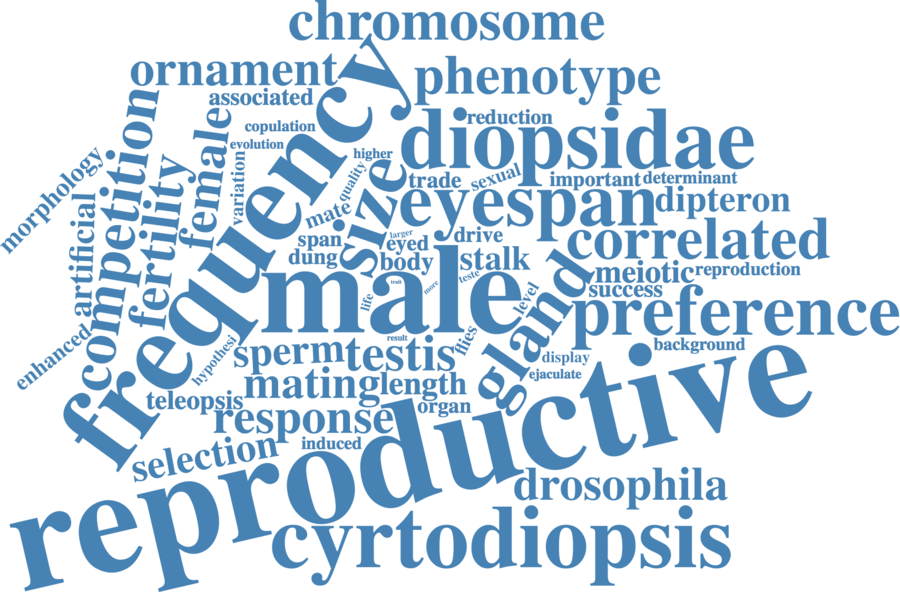 chromosome
ornament
phenotype
associated
frequency
reduction
diopsidae
copulation
evolution
female
competition
higher
morphology
variation
fertility
quality
size
trade
sexual
important
determinant
artificial
mate
eyespan
dipteron
span
larger
eyed
drive
correlated
dung
body
stalk
meiotic
reproduction
male
trait
more
teste
success
life
level
gland
preference
result
flies
background
enhanced
hypothesi
sperm
testis
display
ejaculate
mating
length
teleopsis
organ
response
reproductive
induced
selection
drosophila
cyrtodiopsis